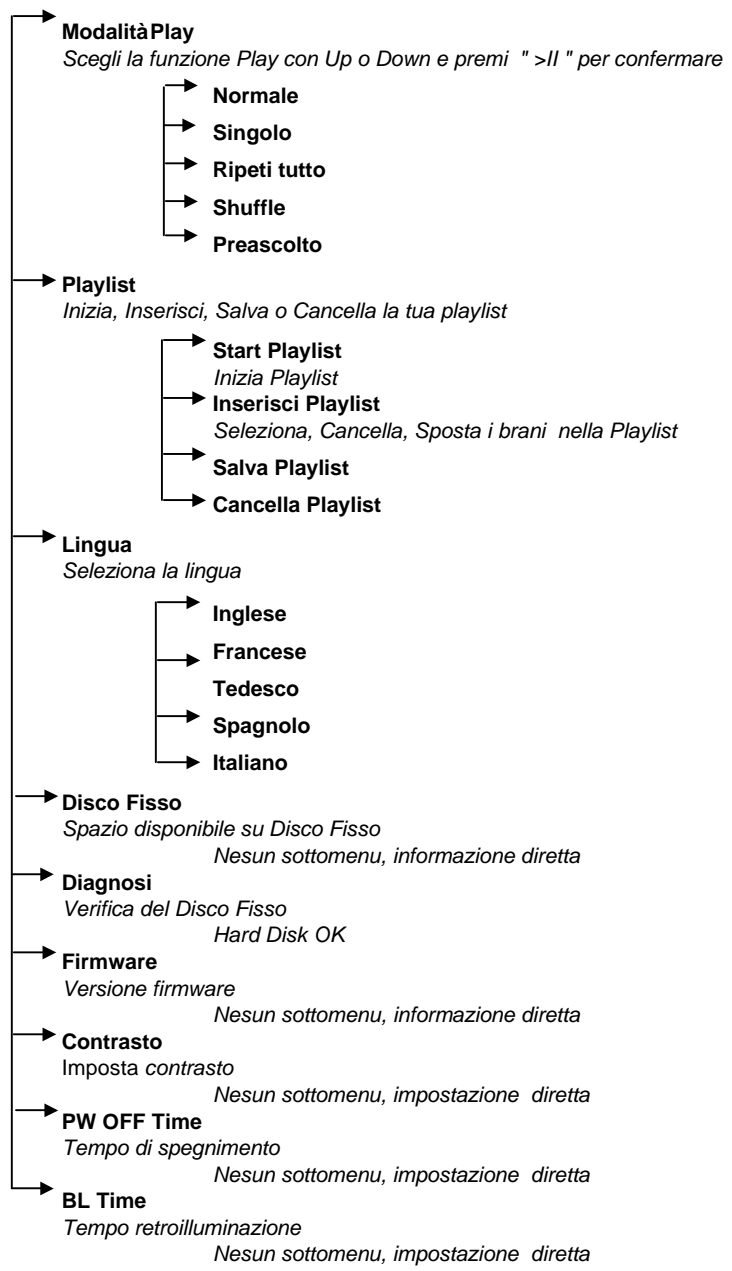 Modalità Play
Scegli la funzione Play con Up o Down e premi " >II " per confermare
Normale
Singolo
Ripeti tutto
Shuffle
Preascolto
Playlist
Inizia, Inserisci, Salva o Cancella la tua playlist
Start Playlist
Inizia Playlist
Inserisci Playlist
Seleziona, Cancella, Sposta i brani nella Playlist
Salva Playlist
Cancella Playlist
Lingua
Seleziona la lingua
Inglese
Francese
Tedesco
Spagnolo
Italiano
Disco Fisso
Spazio disponibile su Disco Fisso
Nesun sottomenu, informazione diretta
Diagnosi
Verifica del Disco Fisso
Hard Disk OK
Firmware
Versione firmware
Nesun sottomenu, informazione diretta
Contrasto
Imposta contrasto
Nesun sottomenu, impostazione diretta
PW OFF Time
Tempo di spegnimento
Nesun sottomenu, impostazione diretta
BL Time
Tempo retroilluminazione
Nesun sottomenu, impostazione diretta